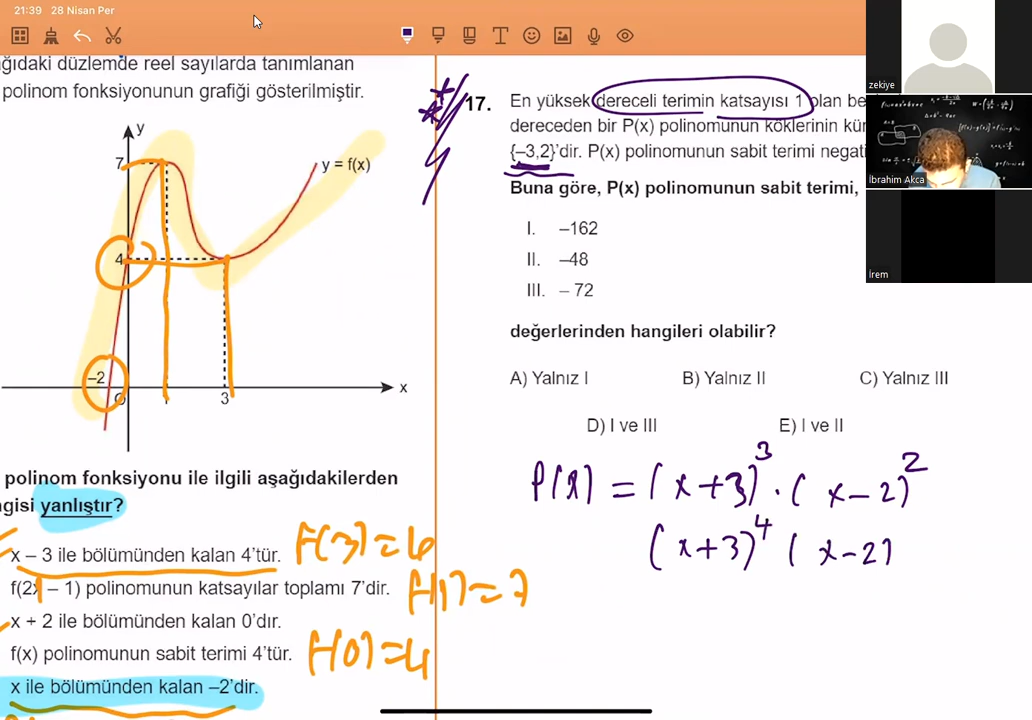 21:39 28 Nisan Per
ğıdaki düzlemde reel sayılarda tanımlanan
polinom fonksiyonunun grafiği gösterilmiştir.
y
7
y = f(x)
4
–2
O
1
3
x
polinom fonksiyonu ile ilgili aşağıdakilerden
gisi yanlıştır?
x – 3 ile bölümünden kalan 4'tür.
F(3)=4
f(2x – 1) polinomunun katsayılar toplamı 7'dir.
f(1)=7
x + 2 ile bölümünden kalan 0'dır.
f(x) polinomunun sabit terimi 4'tür.
f(0)=4
x ile bölümünden kalan –2'dir.
17. En yüksek dereceli terimin katsayısı 1 olan be
dereceden bir P(x) polinomunun köklerinin kü
{–3,2}'dir. P(x) polinomunun sabit terimi negati
Buna göre, P(x) polinomunun sabit terimi,
I. –162
II. –48
III. – 72
değerlerinden hangileri olabilir?
A) Yalnız I B) Yalnız II C) Yalnız III
D) I ve III E) I ve II
P(x) = (x+3)³ . (x–2)²
(x+3)⁴ (x–2)
zekiye
İbrahim Akca
İrem